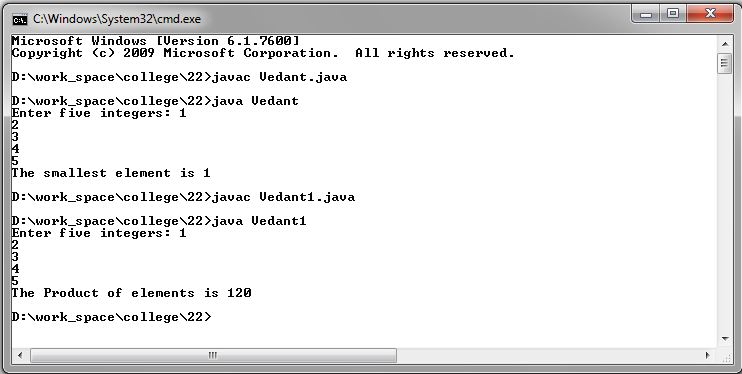 C:\Windows\System32\cmd.exe
Microsoft Windows [Version 6.1.7600]
Copyright (c) 2009 Microsoft Corporation.  All rights reserved.
D:\work_space\college\22>javac Vedant.java
D:\work_space\college\22>java Vedant
Enter five integers: 1
2
3
4
5
The smallest element is 1
D:\work_space\college\22>javac Vedant1.java
D:\work_space\college\22>java Vedant1
Enter five integers: 1
2
3
4
5
The Product of elements is 120
D:\work_space\college\22>